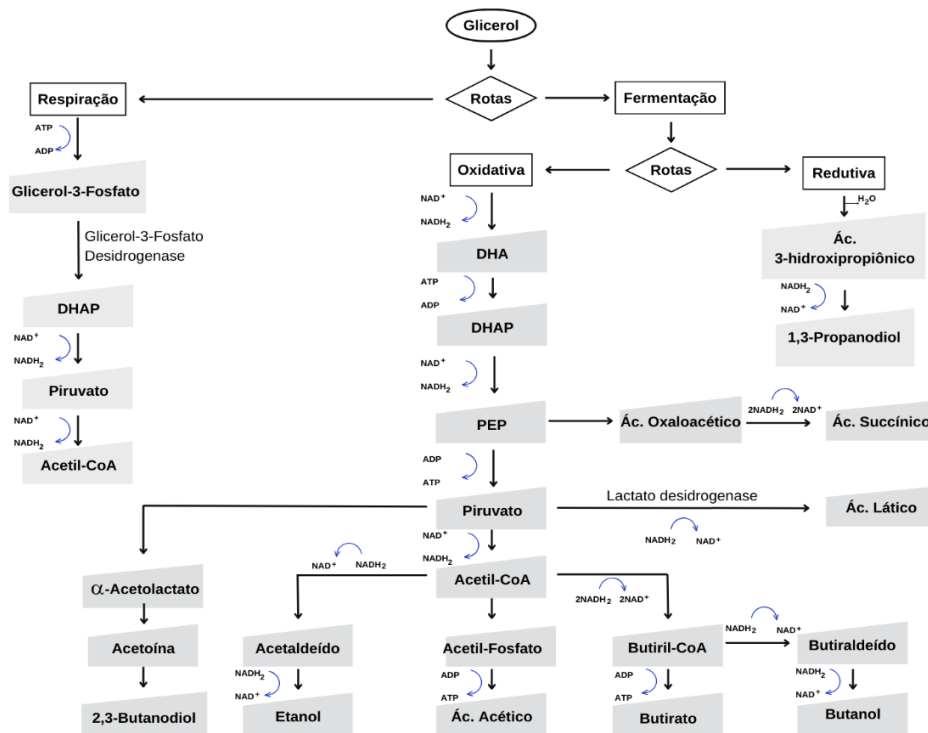 Glicerol
Respiração
Rotas
Fermentação
ATP
ADP
Glicerol-3-Fosfato
Glicerol-3-Fosfato
Desidrogenase
DHAP
NAD⁺
NADH₂
Piruvato
NAD⁺
NADH₂
Acetil-CoA
Oxidativa
Rotas
Redutiva
NAD⁺
NADH₂
DHA
ATP
ADP
DHAP
NAD⁺
NADH₂
PEP
Ác. Oxaloacético
2NADH₂ 2NAD⁺
Ác. Succínico
H₂O
Ác.
3-hidroxipropiônico
NADH₂
NAD⁺
1,3-Propanodiol
ADP
ATP
Piruvato
Lactato desidrogenase
NADH₂ NAD⁺
Ác. Lático
NAD⁺
NADH₂
Acetil-CoA
α-Acetolactato
Acetoína
2,3-Butanodiol
NAD⁺ NADH₂
Acetaldeído
NADH₂
NAD⁺
Etanol
Acetil-Fosfato
ADP
ATP
Ác. Acético
2NADH₂ 2NAD⁺
Butiril-CoA
ADP
ATP
Butirato
NADH₂ NAD⁺
Butiraldeído
NADH₂
NAD⁺
Butanol